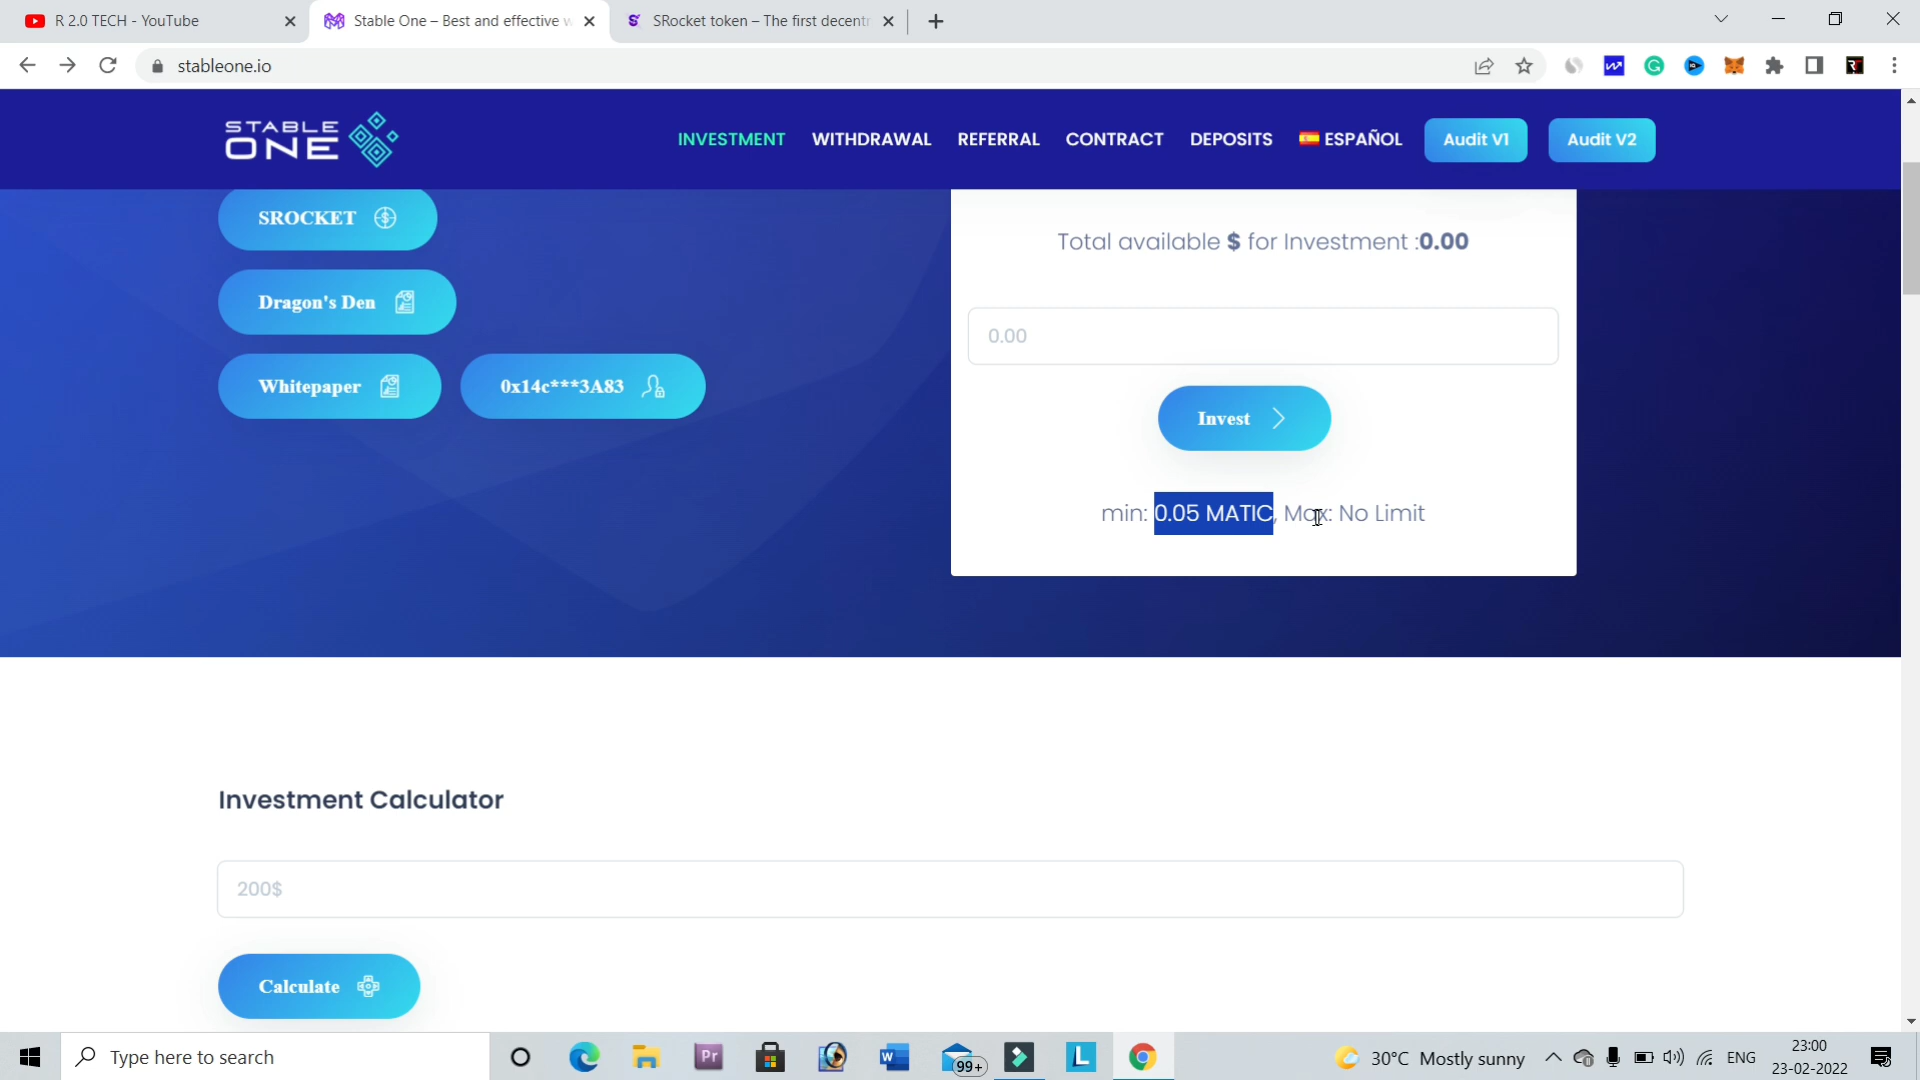 R 2.0 TECH - YouTube
Stable One – Best and effective w
SRocket token – The first decentr
stableone.io
STABLE
ONE
INVESTMENT
WITHDRAWAL
REFERRAL
CONTRACT
DEPOSITS
ESPAÑOL
Audit V1
Audit V2
SROCKET
Dragon's Den
Whitepaper
0x14c***3A83
Total available $ for Investment :0.00
0.00
Invest
min: 0.05 MATIC, Max: No Limit
Investment Calculator
200$
Calculate
Type here to search
Pr
W
99+
L
30°C Mostly sunny
ENG
23:00
23-02-2022